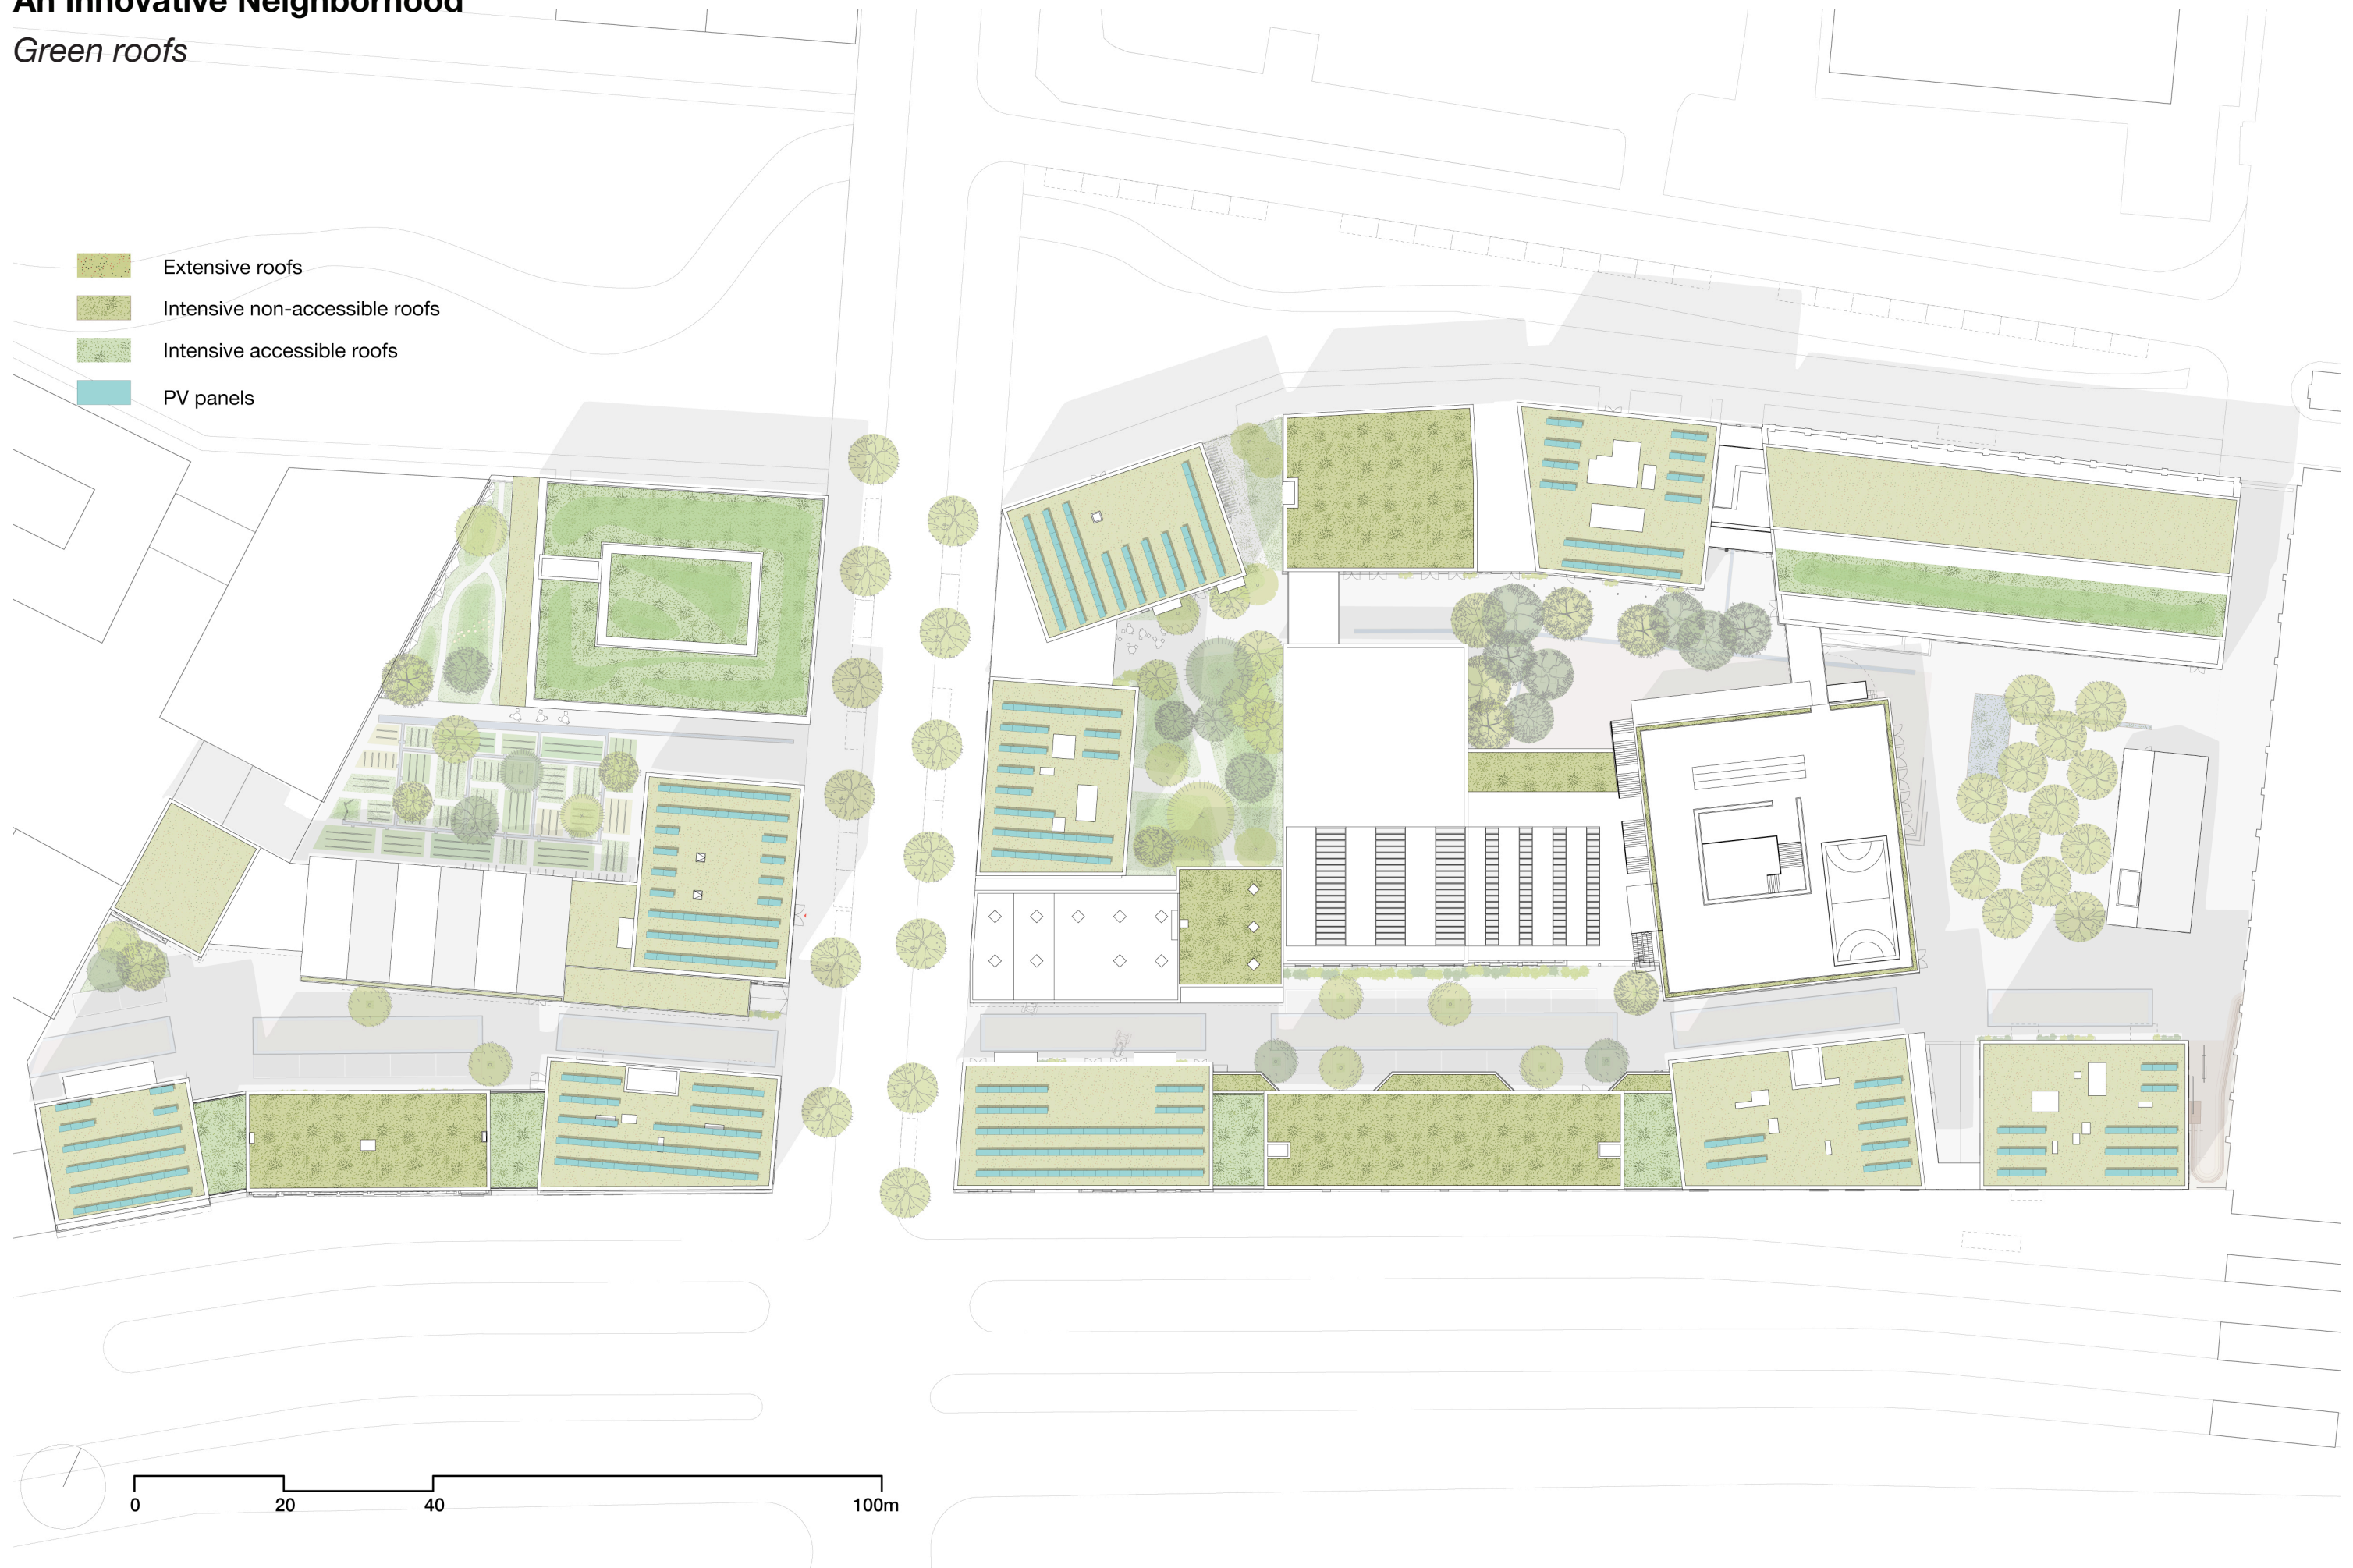 An Innovative Neighborhood
Green roofs
Extensive roofs
Intensive non-accessible roofs
Intensive accessible roofs
PV panels
0 20 40 100m